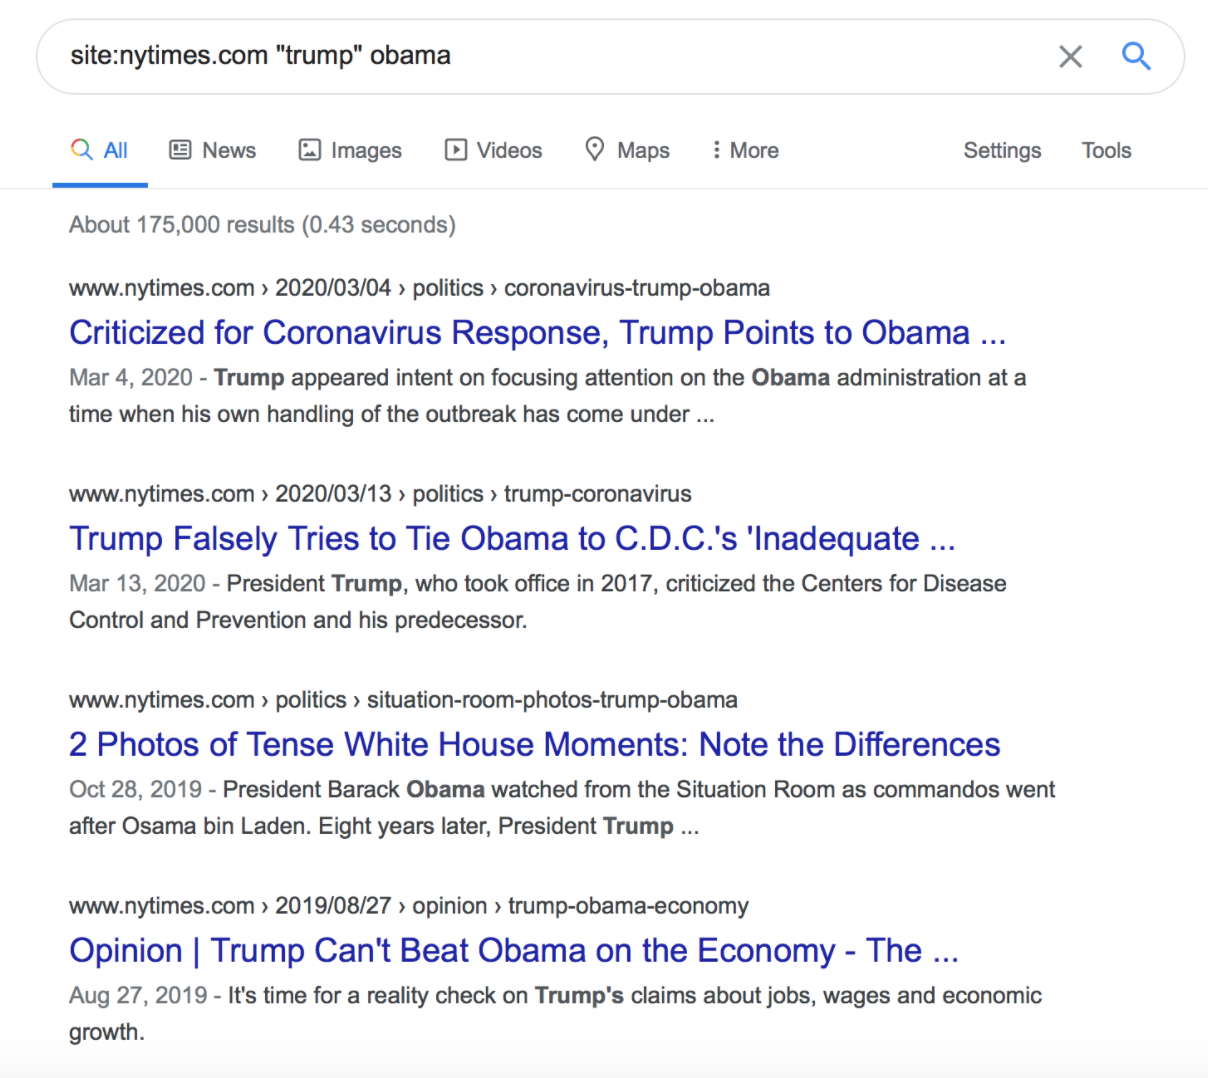 site:nytimes.com "trump" obama
All News Images Videos Maps More Settings Tools
About 175,000 results (0.43 seconds)
www.nytimes.com › 2020/03/04 › politics › coronavirus-trump-obama
Criticized for Coronavirus Response, Trump Points to Obama ...
Mar 4, 2020 - Trump appeared intent on focusing attention on the Obama administration at a
time when his own handling of the outbreak has come under ...
www.nytimes.com › 2020/03/13 › politics › trump-coronavirus
Trump Falsely Tries to Tie Obama to C.D.C.'s 'Inadequate ...
Mar 13, 2020 - President Trump, who took office in 2017, criticized the Centers for Disease
Control and Prevention and his predecessor.
www.nytimes.com › politics › situation-room-photos-trump-obama
2 Photos of Tense White House Moments: Note the Differences
Oct 28, 2019 - President Barack Obama watched from the Situation Room as commandos went
after Osama bin Laden. Eight years later, President Trump ...
www.nytimes.com › 2019/08/27 › opinion › trump-obama-economy
Opinion | Trump Can't Beat Obama on the Economy - The ...
Aug 27, 2019 - It's time for a reality check on Trump's claims about jobs, wages and economic
growth.